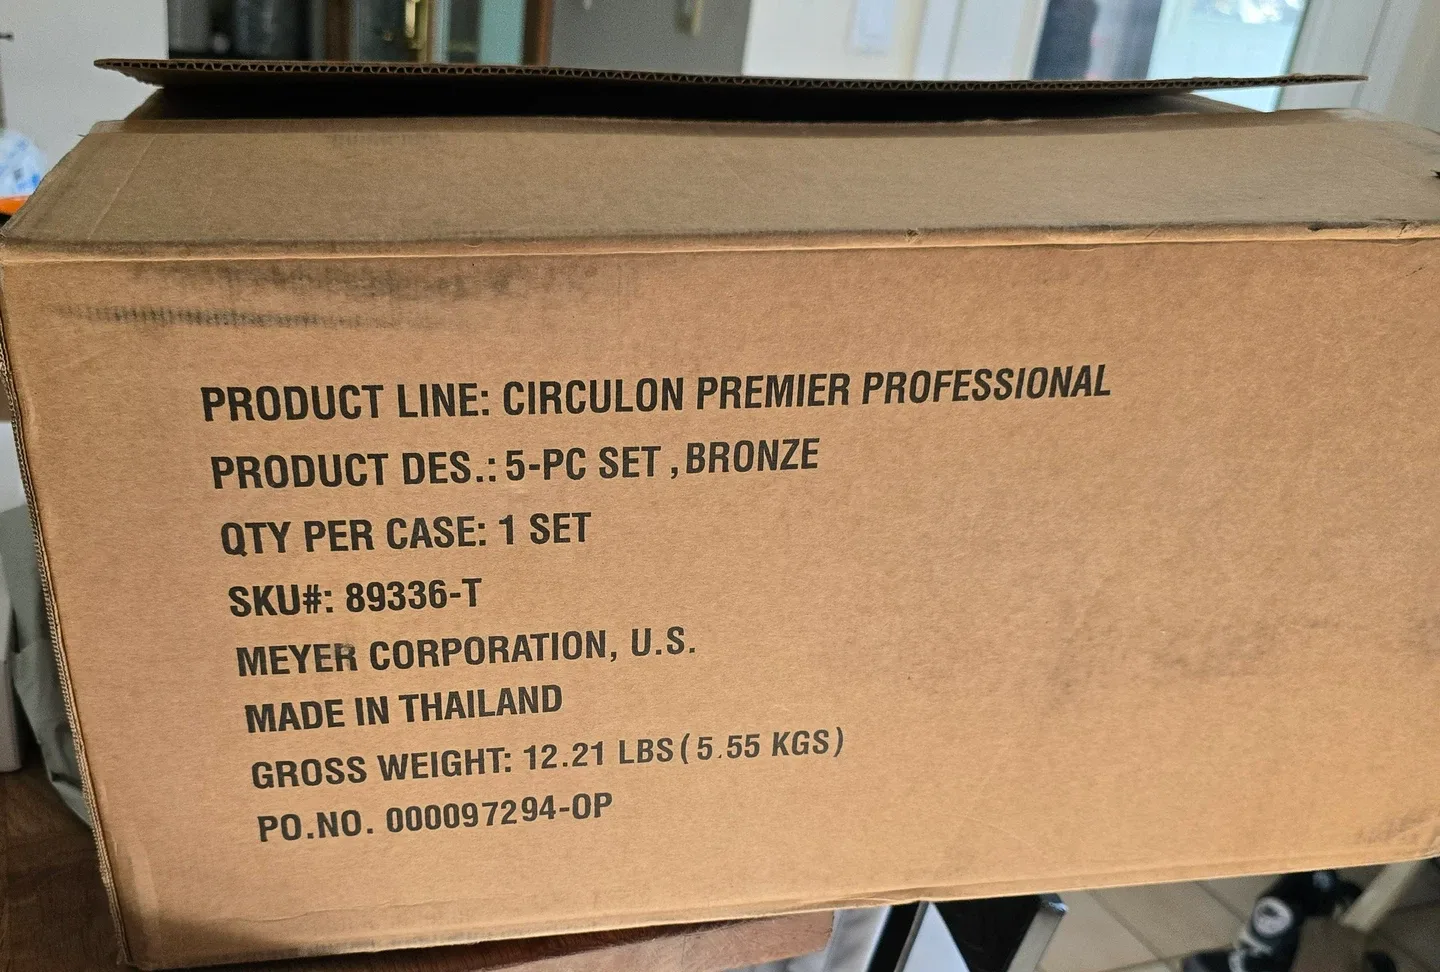 PRODUCT LINE: CIRCULON PREMIER PROFESSIONAL
PRODUCT DES.: 5-PC SET , BRONZE
QTY PER CASE: 1 SET
SKU#: 89336-T
MEYER CORPORATION, U.S.
MADE IN THAILAND
GROSS WEIGHT: 12.21 LBS ( 5.55 KGS )
PO.NO. 000097294-OP